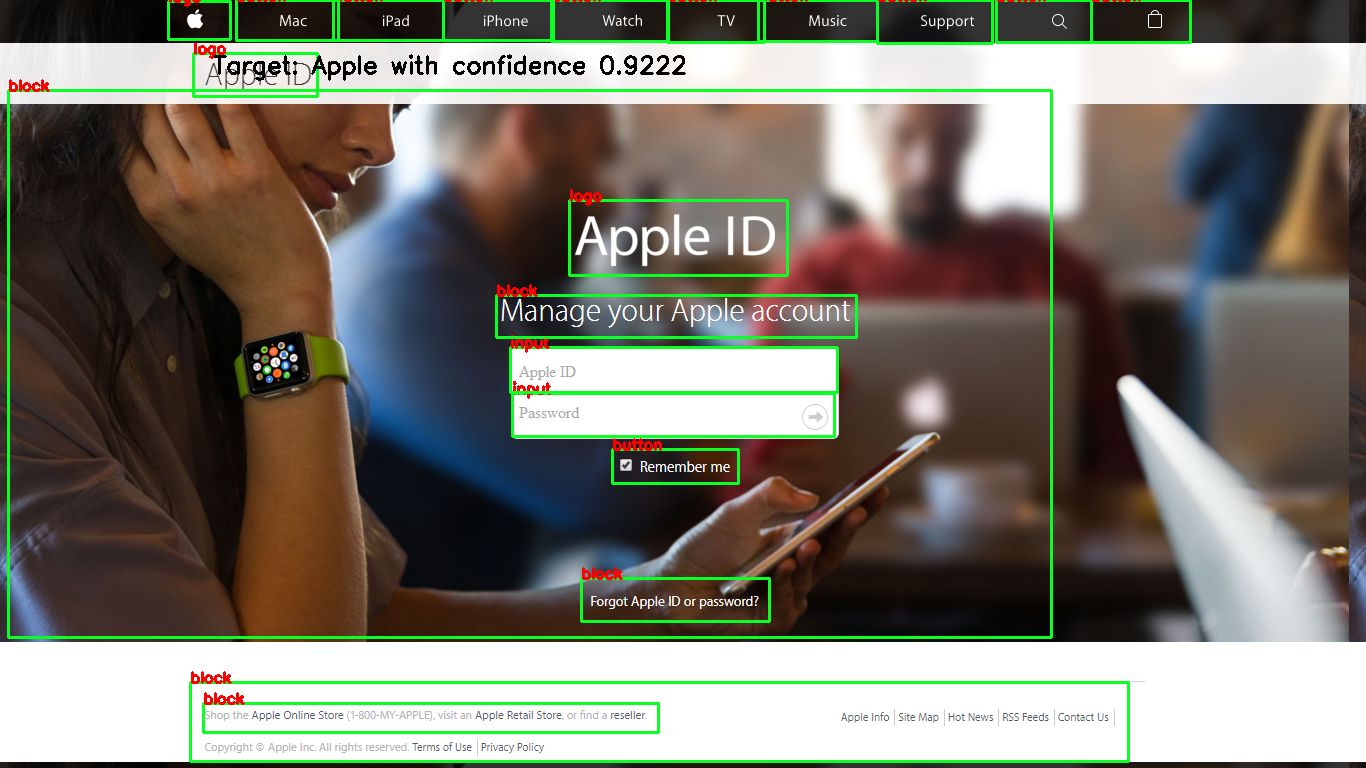 logo
Mac
iPad
iPhone
Watch
TV
Music
Support
logo
Apple ID
Target: Apple with confidence 0.9222
block
logo
Apple ID
block
Manage your Apple account
input
Apple ID
input
Password
button
Remember me
block
Forgot Apple ID or password?
block
block
Shop the Apple Online Store (1-800-MY-APPLE), visit an Apple Retail Store, or find a reseller.
Apple Info Site Map Hot News RSS Feeds Contact Us
Copyright © Apple Inc. All rights reserved. Terms of Use Privacy Policy